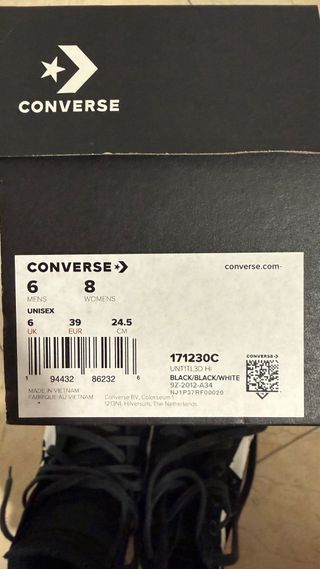 CONVERSE
CONVERSE
converse.com
6 8
MENS WOMENS
UNISEX
6 39 24.5
UK EUR CM
1 94432 86232 6
171230C
UNT1TL3D HI
BLACK/BLACK/WHITE
9Z-2012-A34
NJ1P37RF00020
CONVERSE
MADE IN VIETNAM
FABRIQUÉ AU VIETNAM
Converse BV, Colosseum 1
1213NL Hilversum, The Netherlands